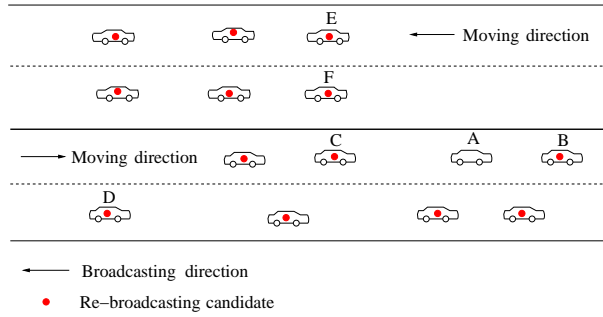 E
Moving direction
F
C
A
B
Moving direction
D
Broadcasting direction
Re−broadcasting candidate